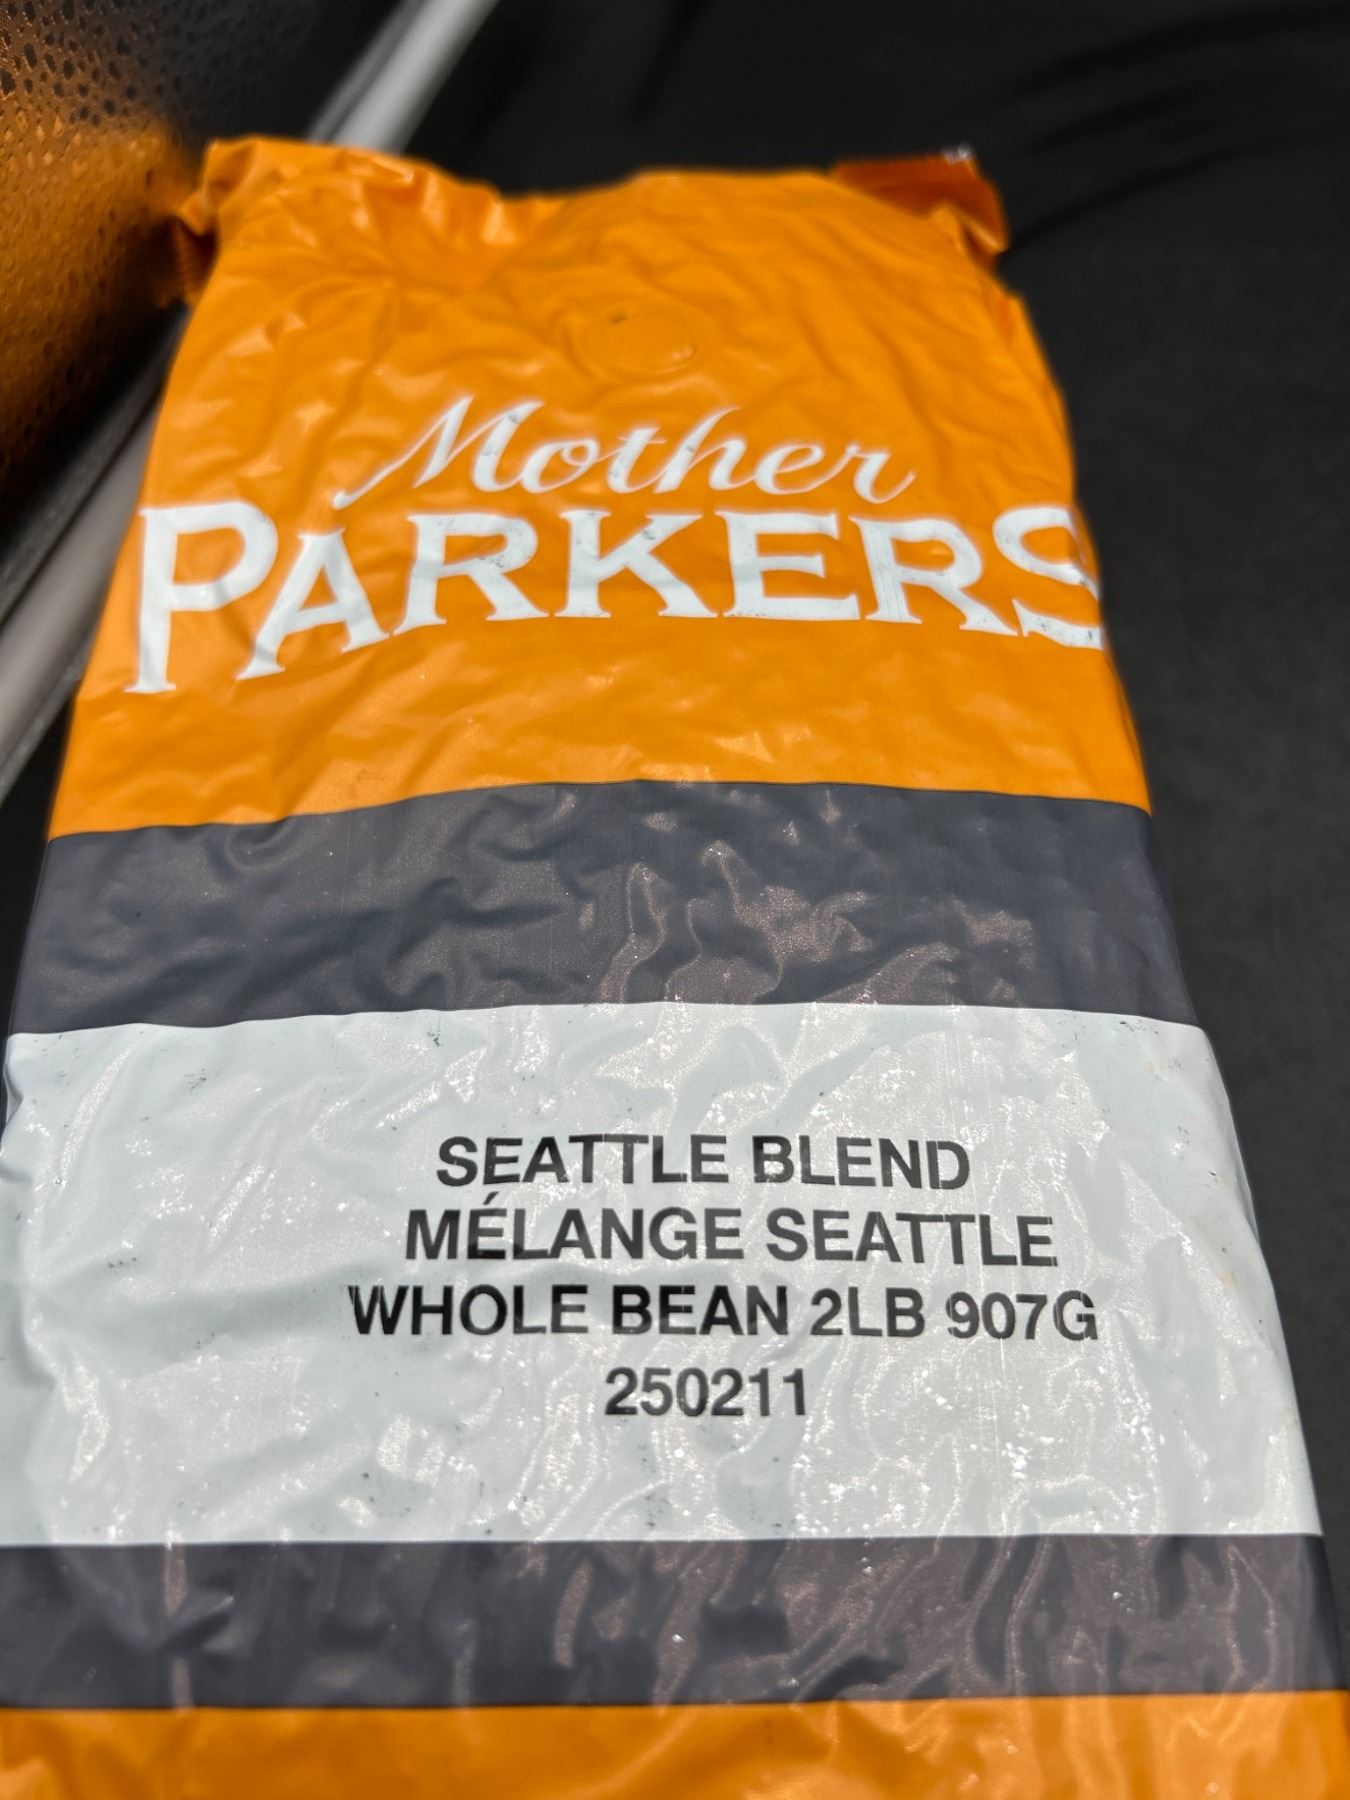 Mother
PARKERS
SEATTLE BLEND
MÉLANGE SEATTLE
WHOLE BEAN 2LB 907G
250211